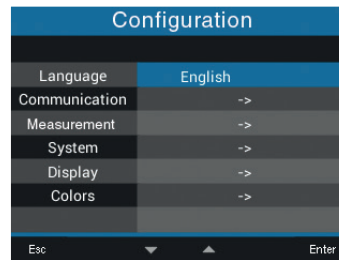 Configuration
Language English
Communication ->
Measurement ->
System ->
Display ->
Colors ->
Esc Enter